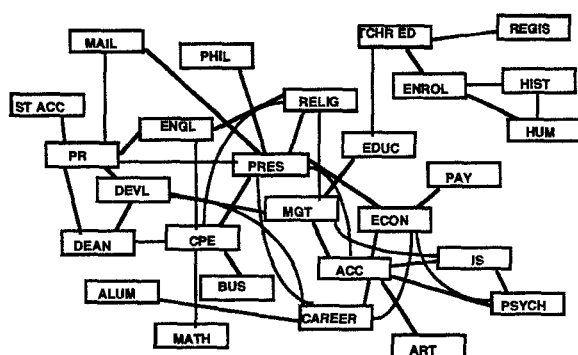 TCHR ED
REGIS
MAIL
PHIL
ENROL
HIST
ST ACC
RELIG
ENGL
HUM
EDUC
PR
PRES
PAY
DEVL
MGT
ECON
DEAN
CPE
ACC
IS
ALUM
BUS
CAREER
PSYCH
MATH
ART